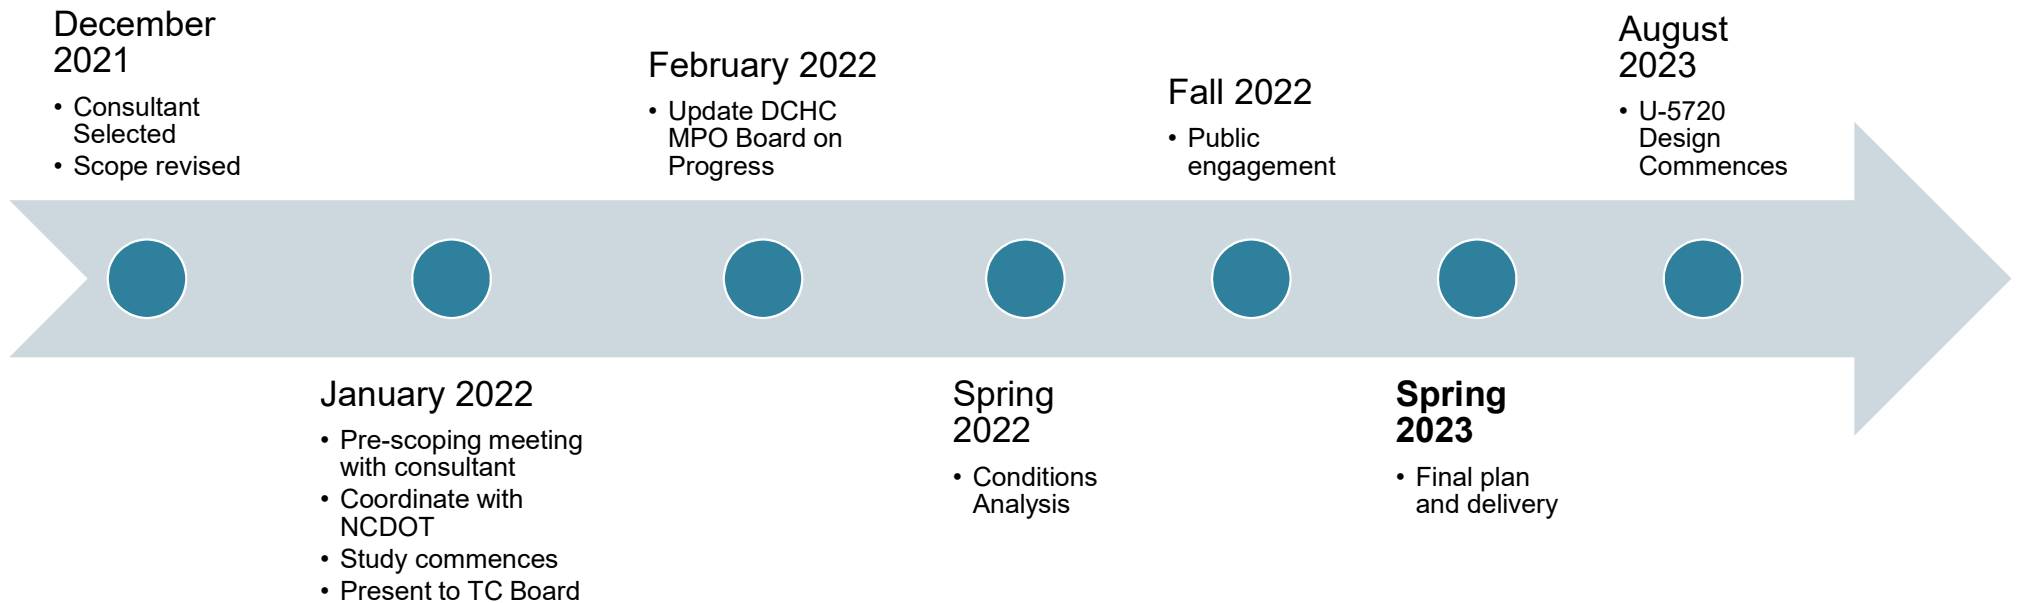 December
2021
• Consultant
Selected
• Scope revised
January 2022
• Pre-scoping meeting
with consultant
• Coordinate with
NCDOT
• Study commences
• Present to TC Board
February 2022
• Update DCHC
MPO Board on
Progress
Spring
2022
• Conditions
Analysis
Fall 2022
• Public
engagement
Spring
2023
• Final plan
and delivery
August
2023
• U-5720
Design
Commences